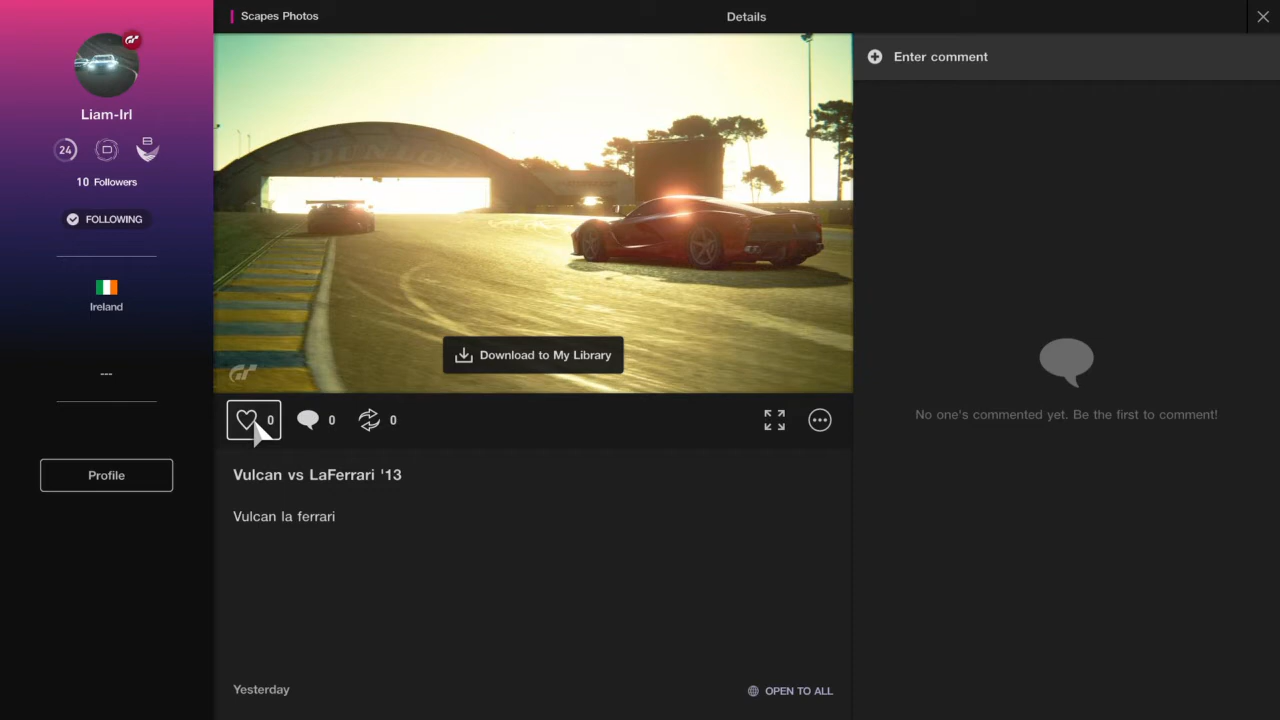 Scapes Photos
Details
Liam-Irl
24
D
B
10 Followers
FOLLOWING
Ireland
---
Profile
DUNLOP
Download to My Library
GT
0
0
0
Vulcan vs LaFerrari '13
Vulcan la ferrari
Yesterday
OPEN TO ALL
Enter comment
No one's commented yet. Be the first to comment!